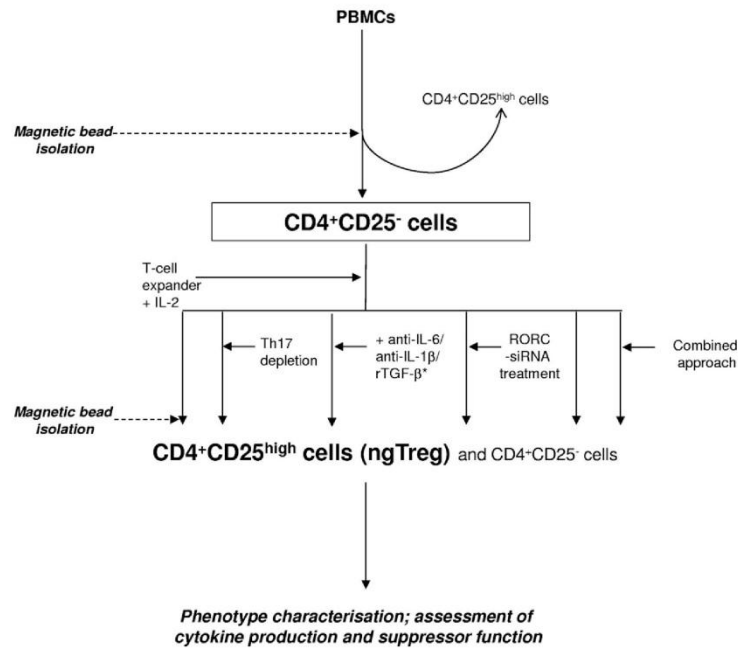 PBMCs
CD4⁺CD25ʰⁱᵍʰ cells
Magnetic bead
isolation
CD4⁺CD25⁻ cells
T-cell
expander
+ IL-2
Th17
depletion
+ anti-IL-6/
anti-IL-1β/
rTGF-β*
RORC
-siRNA
treatment
Combined
approach
Magnetic bead
isolation
CD4⁺CD25ʰⁱᵍʰ cells (ngTreg) and CD4⁺CD25⁻ cells
Phenotype characterisation; assessment of
cytokine production and suppressor function